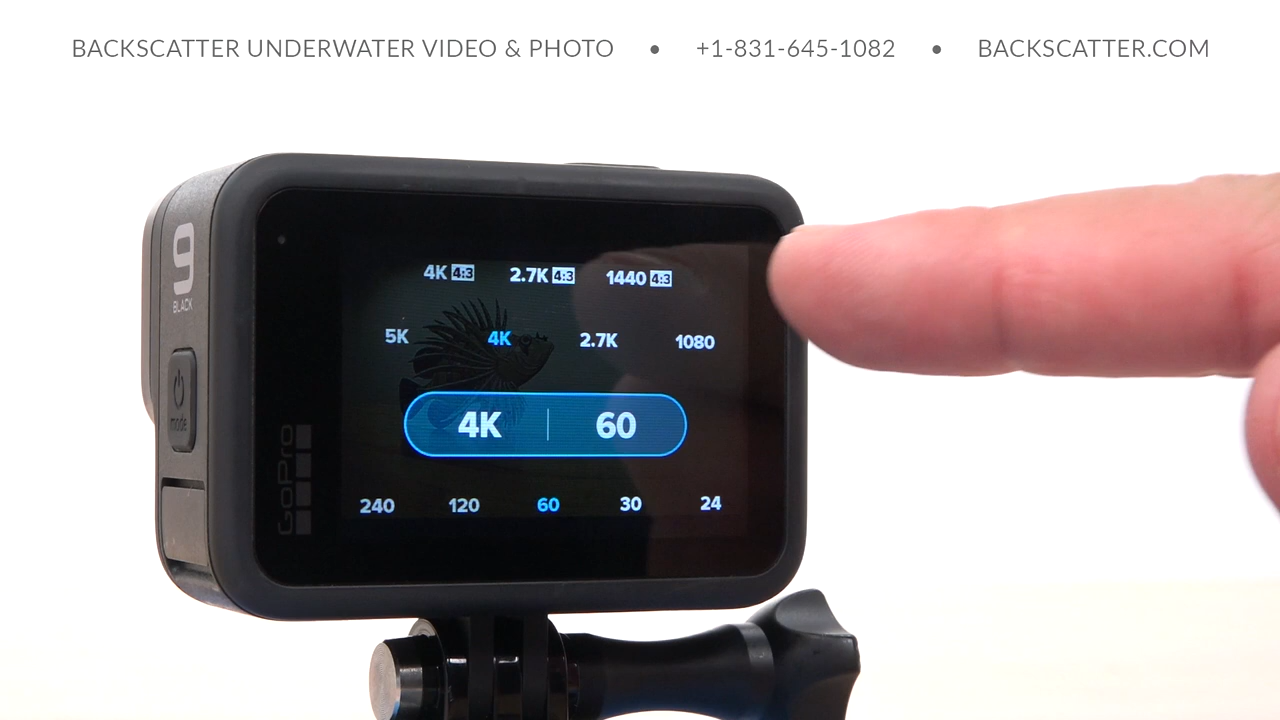 BACKSCATTER UNDERWATER VIDEO & PHOTO • +1-831-645-1082 • BACKSCATTER.COM
9
BLACK
mode
GoPro
4K 4:3 2.7K 4:3 1440 4:3
5K 4K 2.7K 1080
4K | 60
240 120 60 30 24